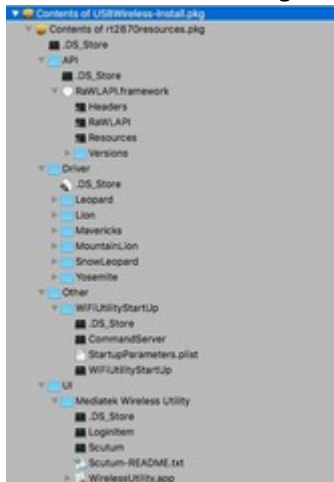 Contents of USBWireless-Install.pkg
Contents of rt2870resources.pkg
.DS_Store
API
.DS_Store
RaWLAPI.framework
Headers
RaWLAPI
Resources
Versions
Driver
.DS_Store
Leopard
Lion
Mavericks
MountainLion
SnowLeopard
Yosemite
Other
WiFiUtilityStartUp
.DS_Store
CommandServer
StartupParameters.plist
WiFiUtilityStartUp
UI
Mediatek Wireless Utility
.DS_Store
LoginItem
Scutum
Scutum-README.txt
WirelessUtility.app